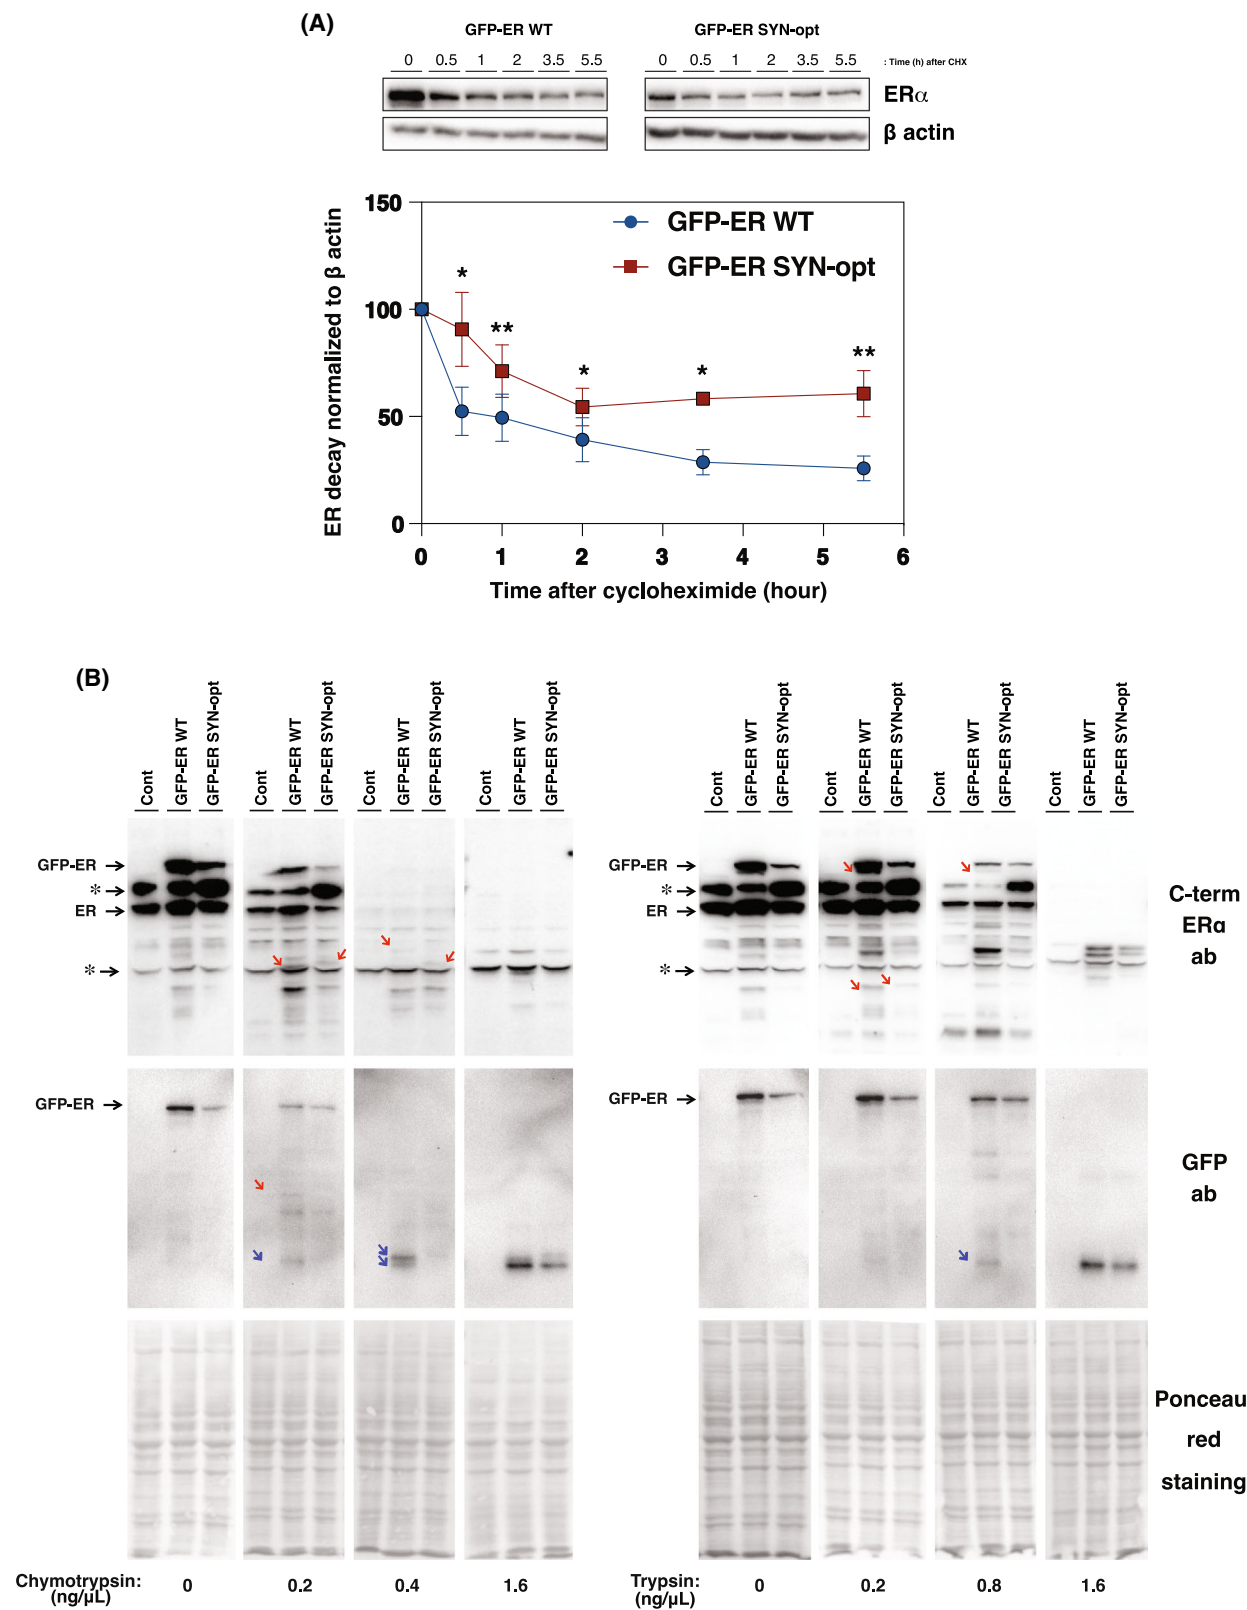 (A)
GFP-ER WT GFP-ER SYN-opt
0 0.5 1 2 3.5 5.5 0 0.5 1 2 3.5 5.5 : Time (h) after CHX
ERα
β actin
150
100
50
0
ER decay normalized to β actin
GFP-ER WT
GFP-ER SYN-opt
* ** * * **
0 1 2 3 4 5 6
Time after cycloheximide (hour)
(B)
Cont GFP-ER WT GFP-ER SYN-opt Cont GFP-ER WT GFP-ER SYN-opt Cont GFP-ER WT GFP-ER SYN-opt Cont GFP-ER WT GFP-ER SYN-opt Cont GFP-ER WT GFP-ER SYN-opt Cont GFP-ER WT GFP-ER SYN-opt Cont GFP-ER WT GFP-ER SYN-opt Cont GFP-ER WT GFP-ER SYN-opt
GFP-ER → GFP-ER →
* → * →
ER → ER →
* → * →
C-term
ERα
ab
GFP-ER → GFP-ER →
GFP
ab
Ponceau
red
staining
Chymotrypsin: 0 0.2 0.4 1.6 Trypsin: 0 0.2 0.8 1.6
(ng/µL) (ng/µL)